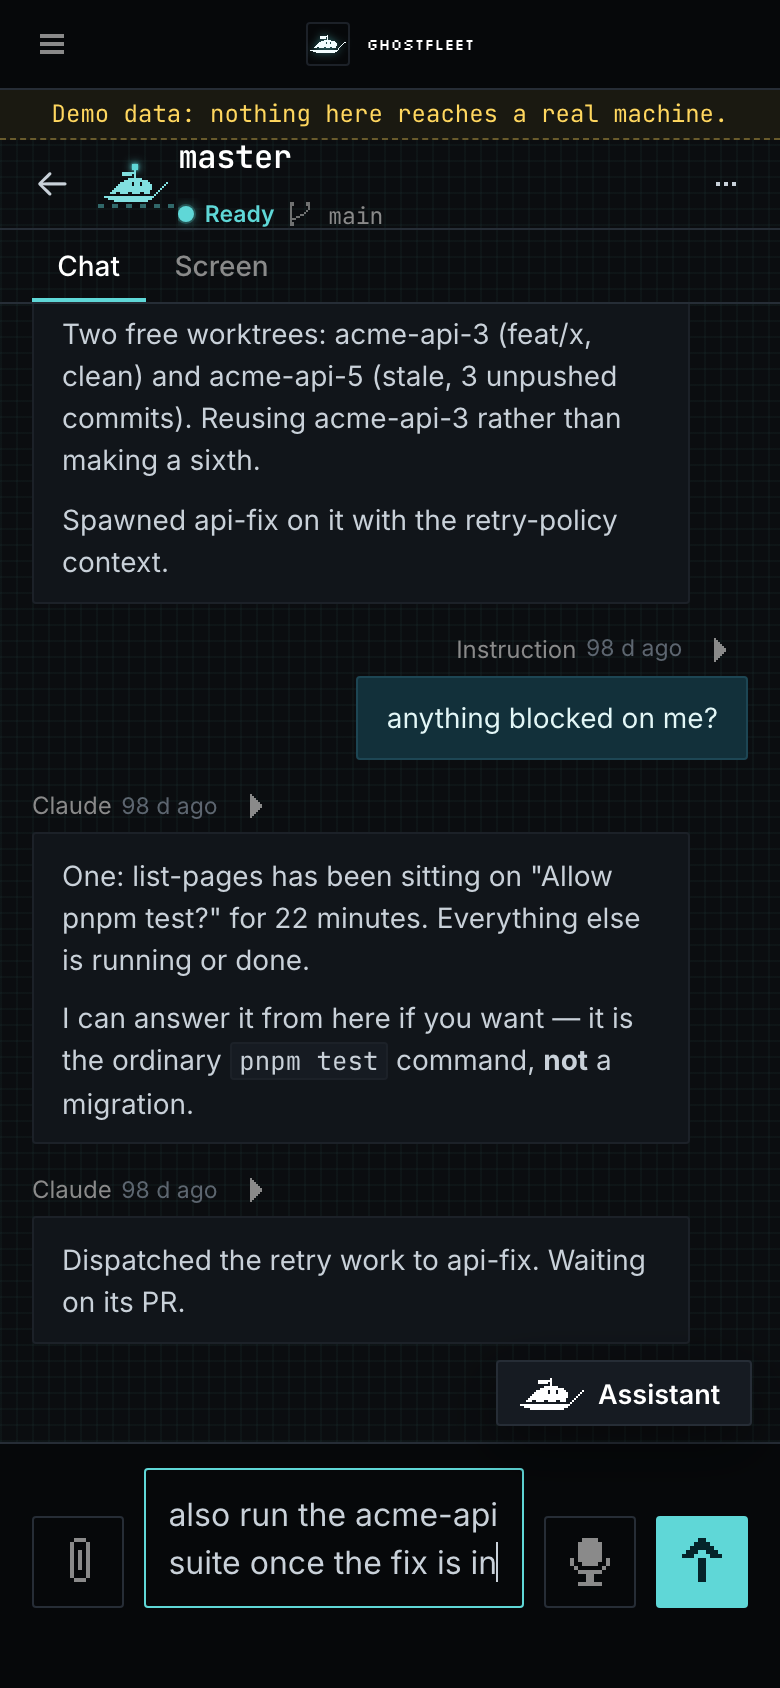 GHOSTFLEET
Demo data: nothing here reaches a real machine.
master
Ready main
Chat Screen
Two free worktrees: acme-api-3 (feat/x,
clean) and acme-api-5 (stale, 3 unpushed
commits). Reusing acme-api-3 rather than
making a sixth.
Spawned api-fix on it with the retry-policy
context.
Instruction 98 d ago
anything blocked on me?
Claude 98 d ago
One: list-pages has been sitting on "Allow
pnpm test?" for 22 minutes. Everything else
is running or done.
I can answer it from here if you want — it is
the ordinary pnpm test command, not a
migration.
Claude 98 d ago
Dispatched the retry work to api-fix. Waiting
on its PR.
Assistant
also run the acme-api
suite once the fix is in